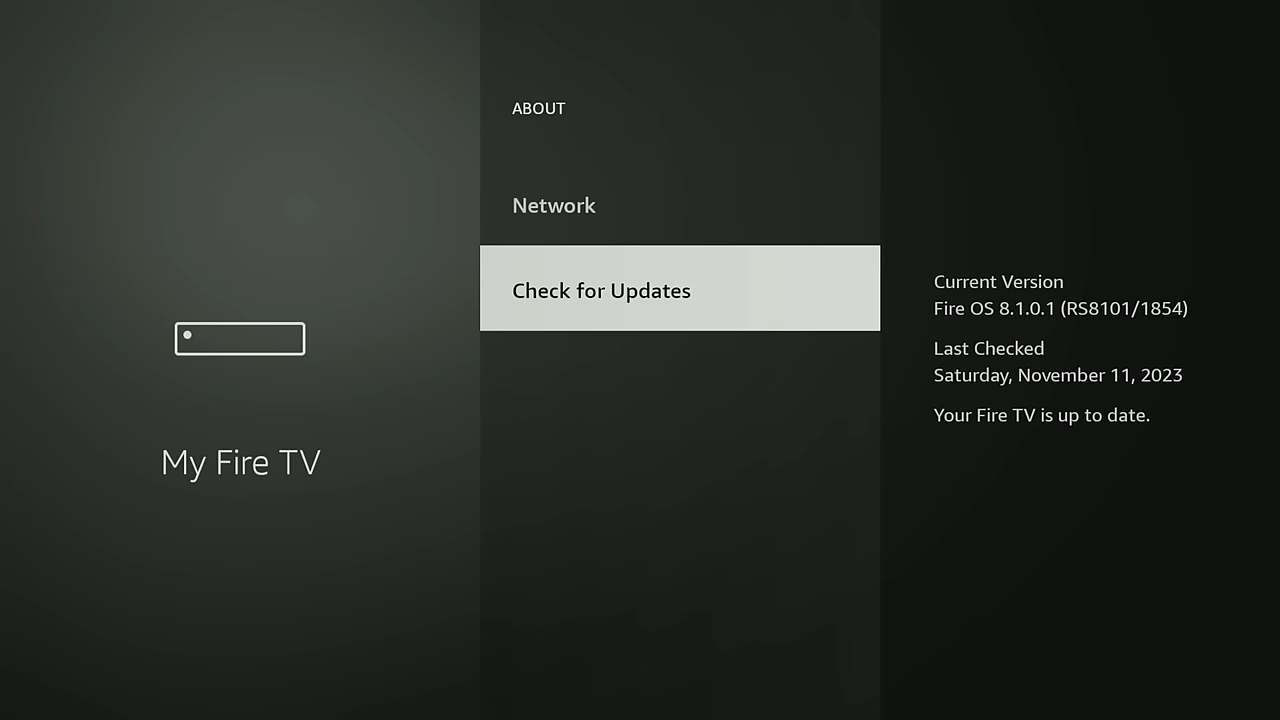 ABOUT
Network
Check for Updates
My Fire TV
Current Version
Fire OS 8.1.0.1 (RS8101/1854)
Last Checked
Saturday, November 11, 2023
Your Fire TV is up to date.